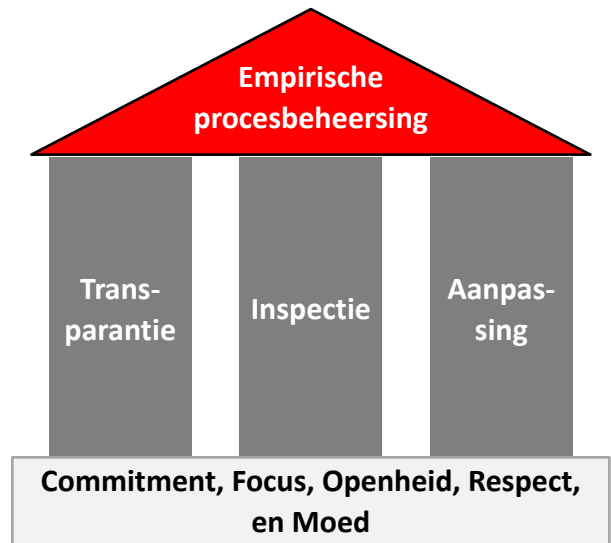 Empirische
procesbeheersing
Trans-
parantie
Inspectie
Aanpas-
sing
Commitment, Focus, Openheid, Respect,
en Moed